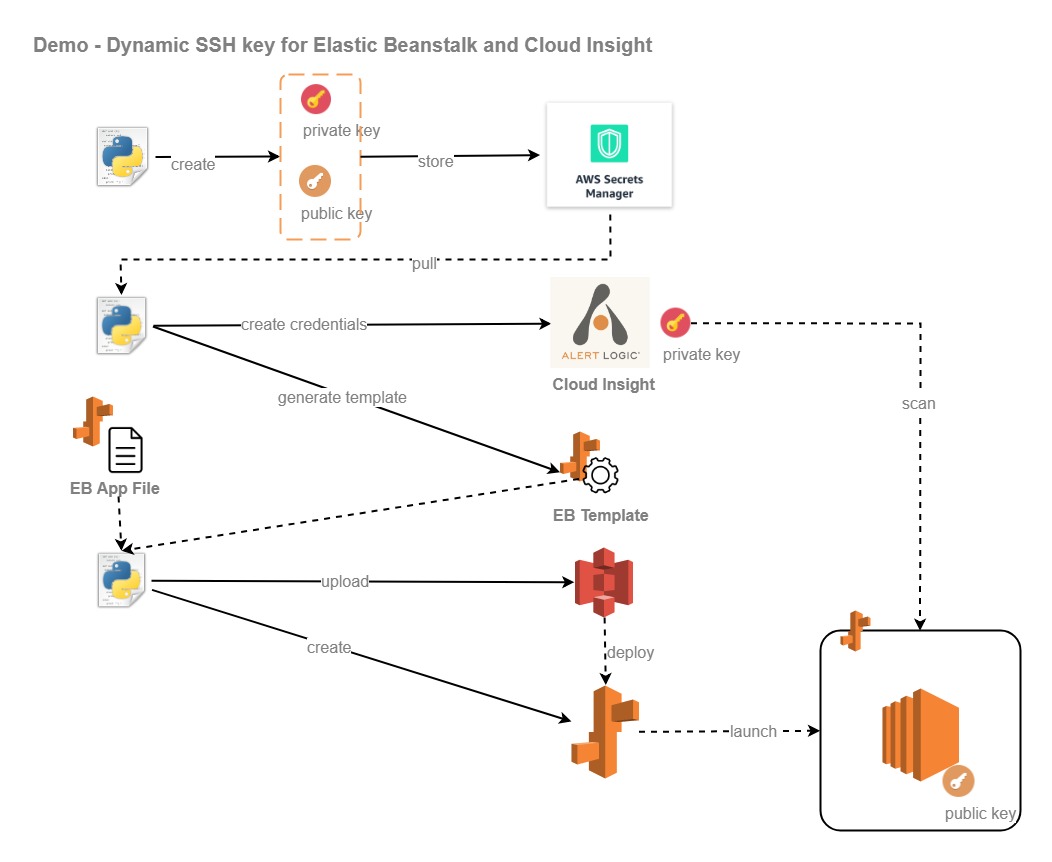 Demo - Dynamic SSH key for Elastic Beanstalk and Cloud Insight
private key
create
store
AWS Secrets
Manager
public key
pull
create credentials
ALERT LOGIC
private key
Cloud Insight
generate template
scan
EB App File
EB Template
upload
create
deploy
launch
public key